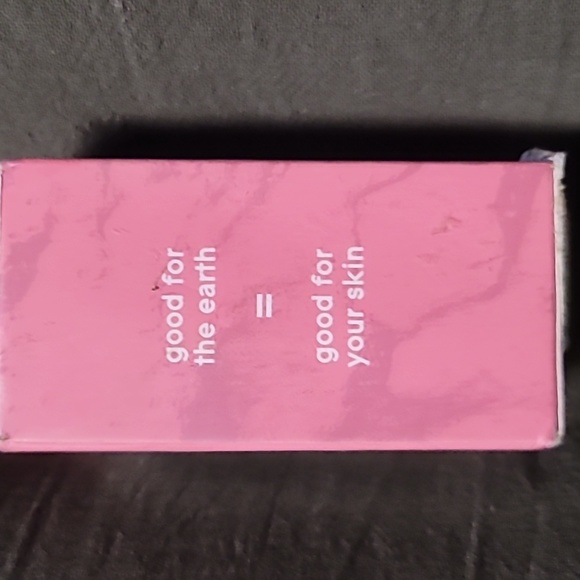 good for
the earth
=
good for
your skin